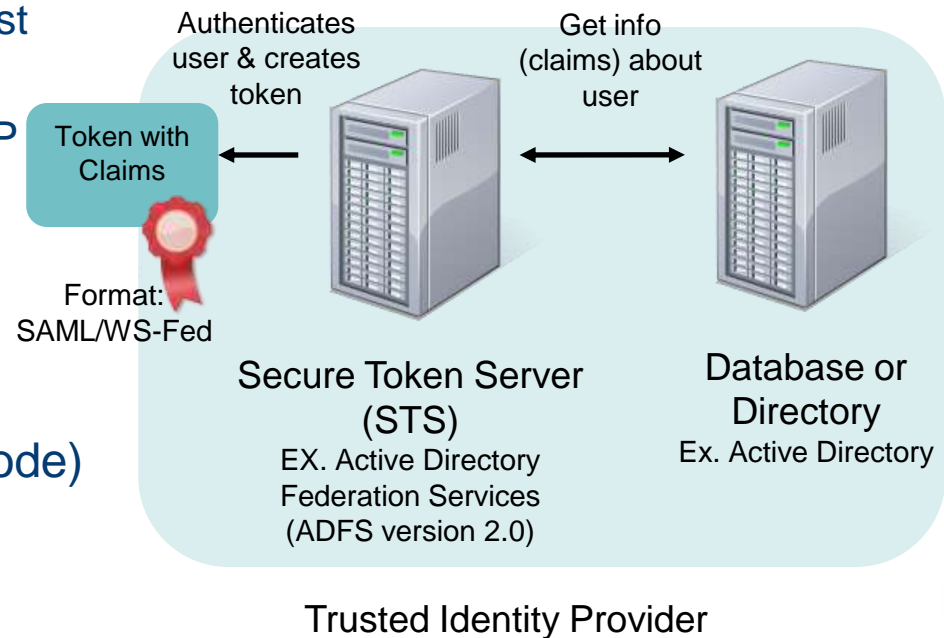 st
P
ode)
Authenticates
user & creates
token
Get info
(claims) about
user
Token with
Claims
Format:
SAML/WS-Fed
Secure Token Server
(STS)
EX. Active Directory
Federation Services
(ADFS version 2.0)
Database or
Directory
Ex. Active Directory
Trusted Identity Provider